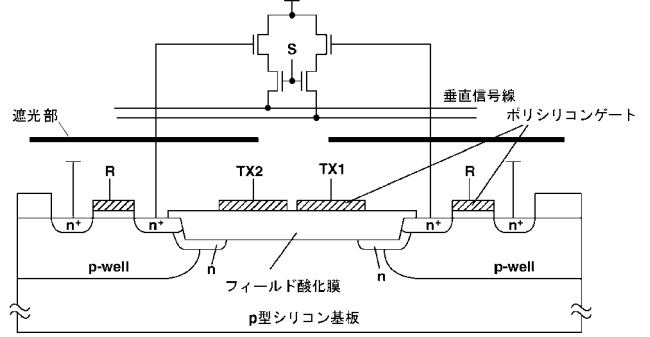 S
垂直信号線
遮光部
ポリシリコンゲート
R
TX2
TX1
R
n⁺
n⁺
n⁺
n⁺
p-well
n
n
p-well
フィールド酸化膜
p型シリコン基板